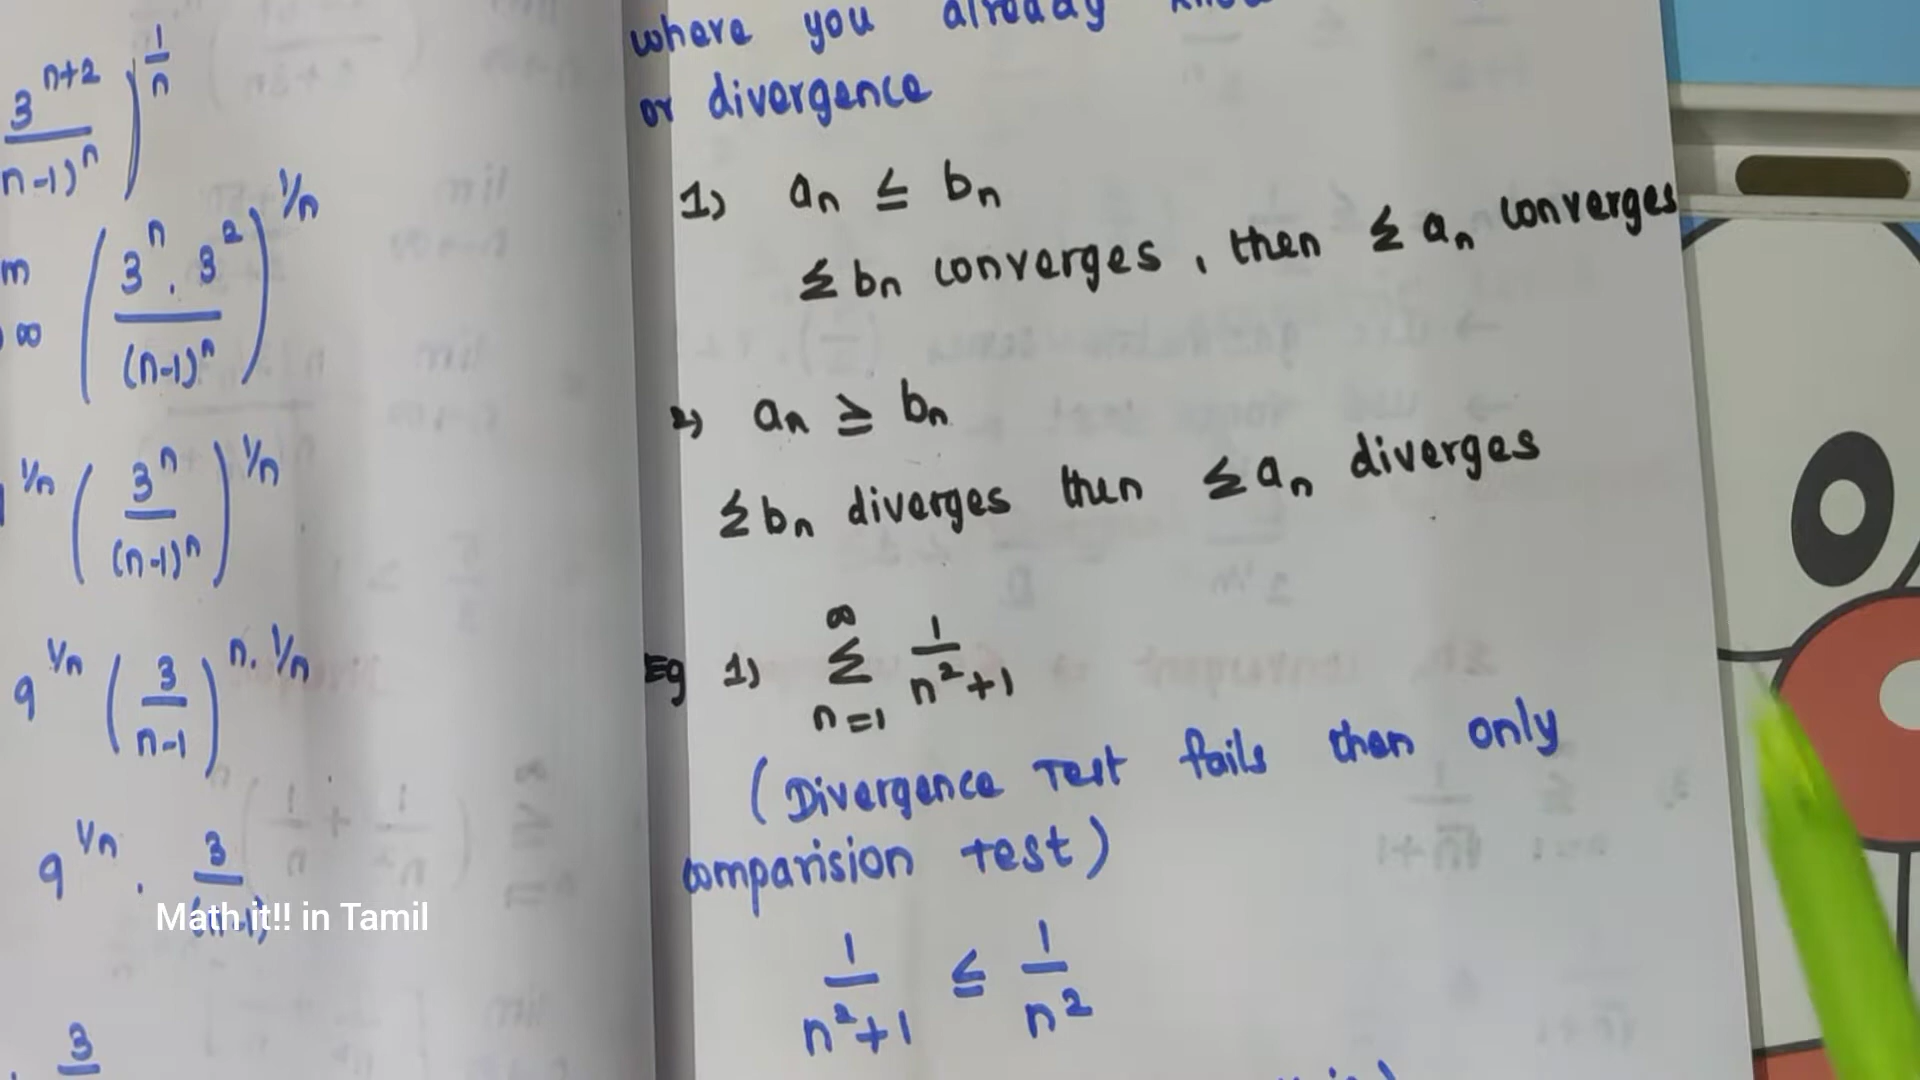 3^(n+2) / (n-1)^n )^(1/n)
( 3^n . 3^2 / (n-1)^n )^(1/n)
∞
1/n ( 3^n / (n-1)^n )^(1/n)
9^(1/n) ( 3 / n-1 )^(n. 1/n)
9^(1/n) . 3 / (n-1)
Math it!! in Tamil
3
where you already
or divergence
1) an ≤ bn
Σ bn converges, then Σ an converges
2) an ≥ bn
Σ bn diverges then Σ an diverges
Eg 1) Σ_(n=1)^∞ 1 / n²+1
(Divergence Test fails then only
comparision test)
1 / n²+1 ≤ 1 / n²